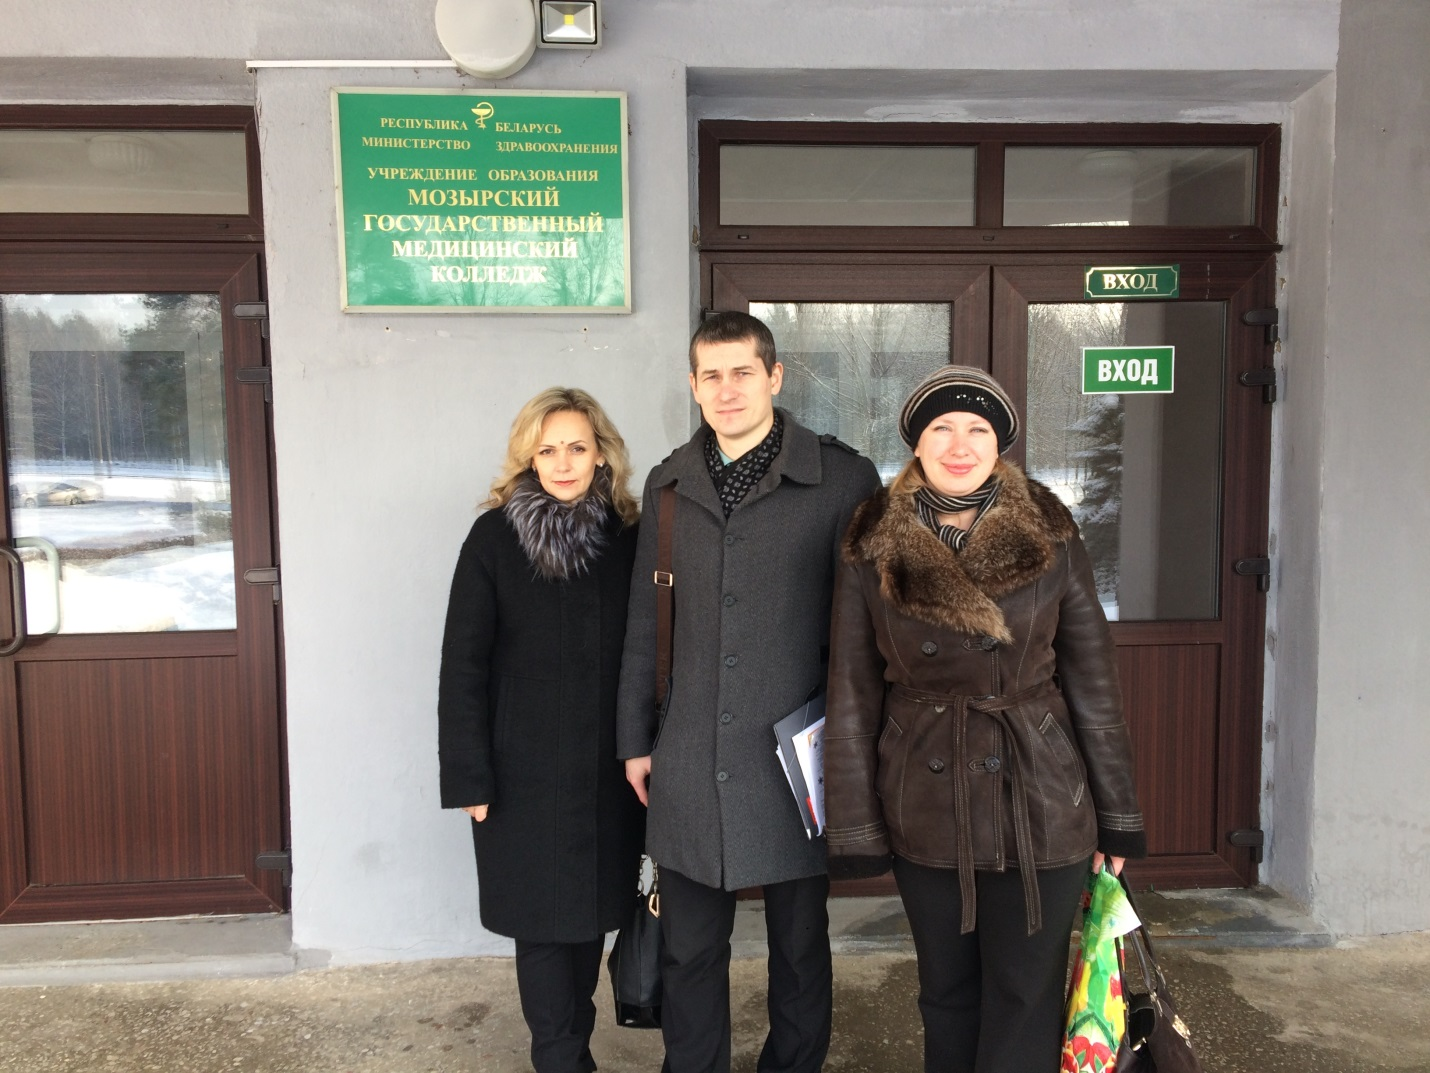 РЕСПУБЛИКА БЕЛАРУСЬ
МИНИСТЕРСТВО ЗДРАВООХРАНЕНИЯ
УЧРЕЖДЕНИЕ ОБРАЗОВАНИЯ
МОЗЫРСКИЙ
ГОСУДАРСТВЕННЫЙ
МЕДИЦИНСКИЙ
КОЛЛЕДЖ
ВХОД
ВХОД